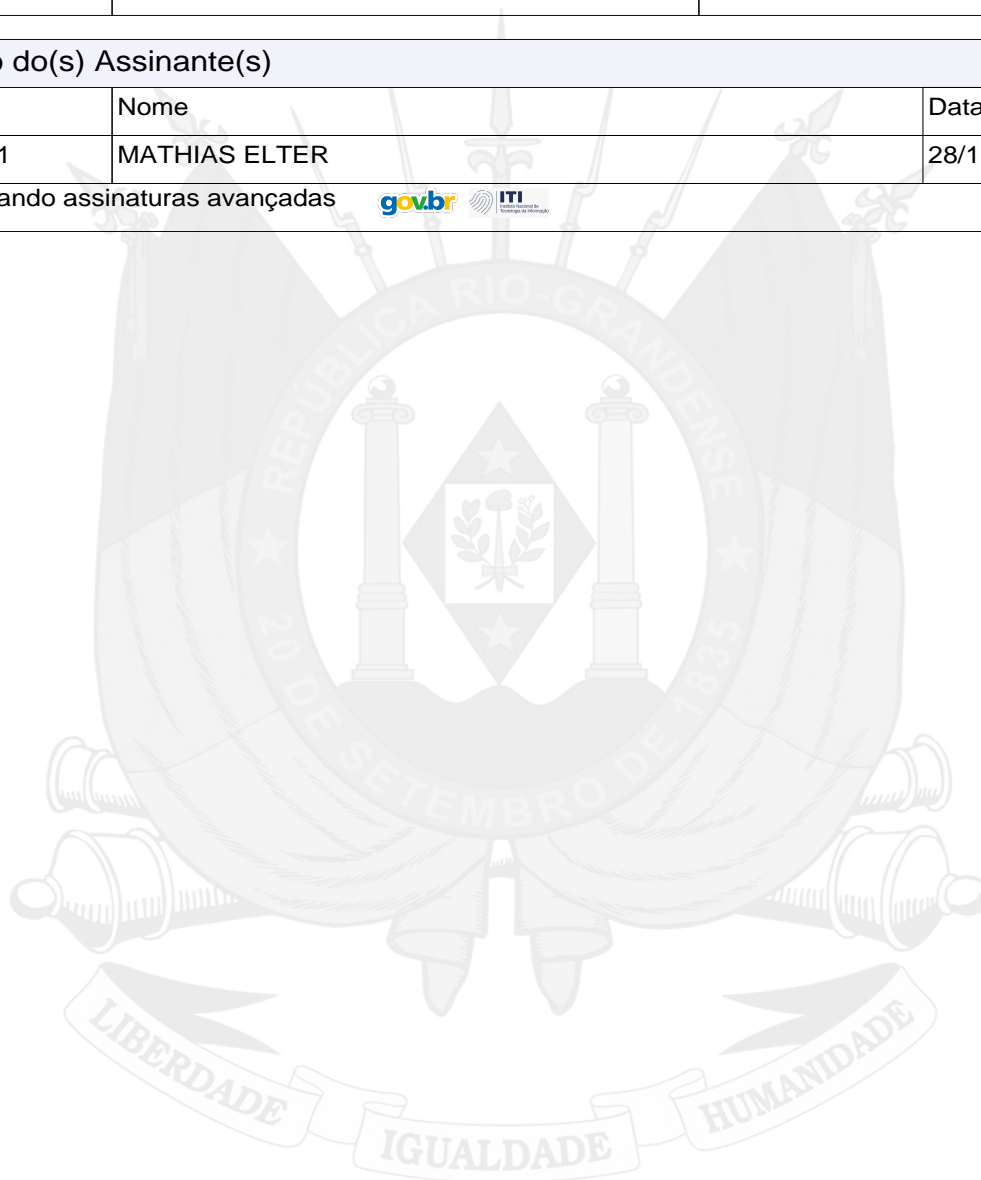 o do(s) Assinante(s)
Nome Data
1 MATHIAS ELTER 28/1
ando assinaturas avançadas gov.br ITI
REPÚBLICA RIO-GRANDENSE
20 DE SETEMBRO DE 1835
LIBERDADE IGUALDADE HUMANIDADE